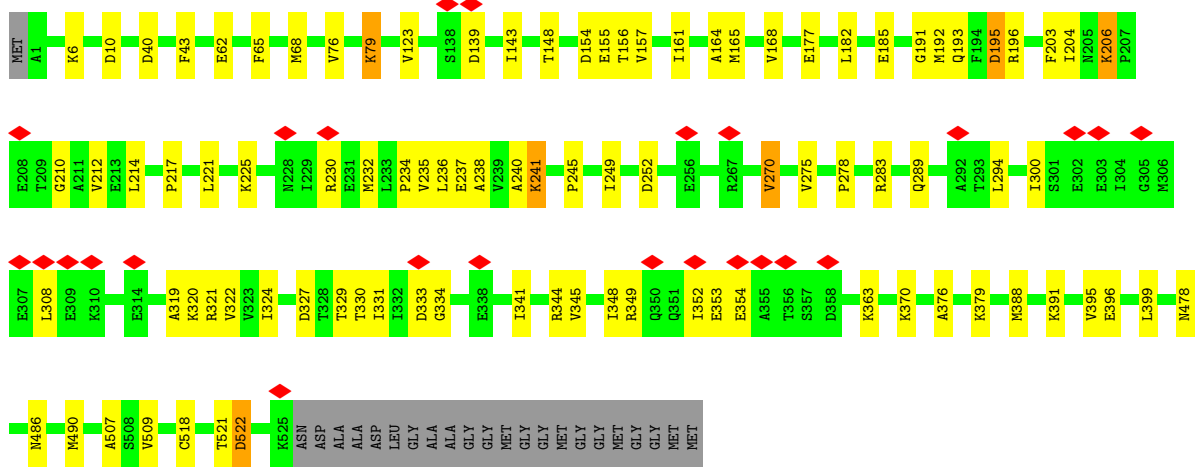 MET A1 K6 D10 D40 F43 E62 F65 M68 V76 K79 V123 S138 D139 I143 T148 D154 E155 T156 V157 I161 A164 M165 V168 E177 L182 E185 G191 M192 Q193 F194 D195 R196 F203 I204 N205 K206 P207
E208 T209 G210 A211 V212 E213 L214 P217 L221 K225 N228 I229 R230 E231 M232 L233 P234 V235 L236 E237 A238 V239 A240 K241 P245 I249 D252 E256 R267 V270 V275 P278 R283 Q289 A292 T293 L294 I300 S301 E302 E303 I304 G305 M306
E307 L308 E309 K310 E314 A319 K320 R321 V322 V323 I324 D327 T328 T329 T330 I331 I332 D333 G334 E338 I341 R344 V345 I348 R349 Q350 Q351 I352 E353 E354 A355 T356 S357 D358 K363 K370 A376 K379 M388 K391 V395 E396 L399 N478
N486 M490 A507 S508 V509 C518 T521 D522 K525 ASN ASP ALA ALA ASP LEU GLY ALA ALA GLY GLY MET GLY GLY MET GLY GLY MET GLY GLY MET MET